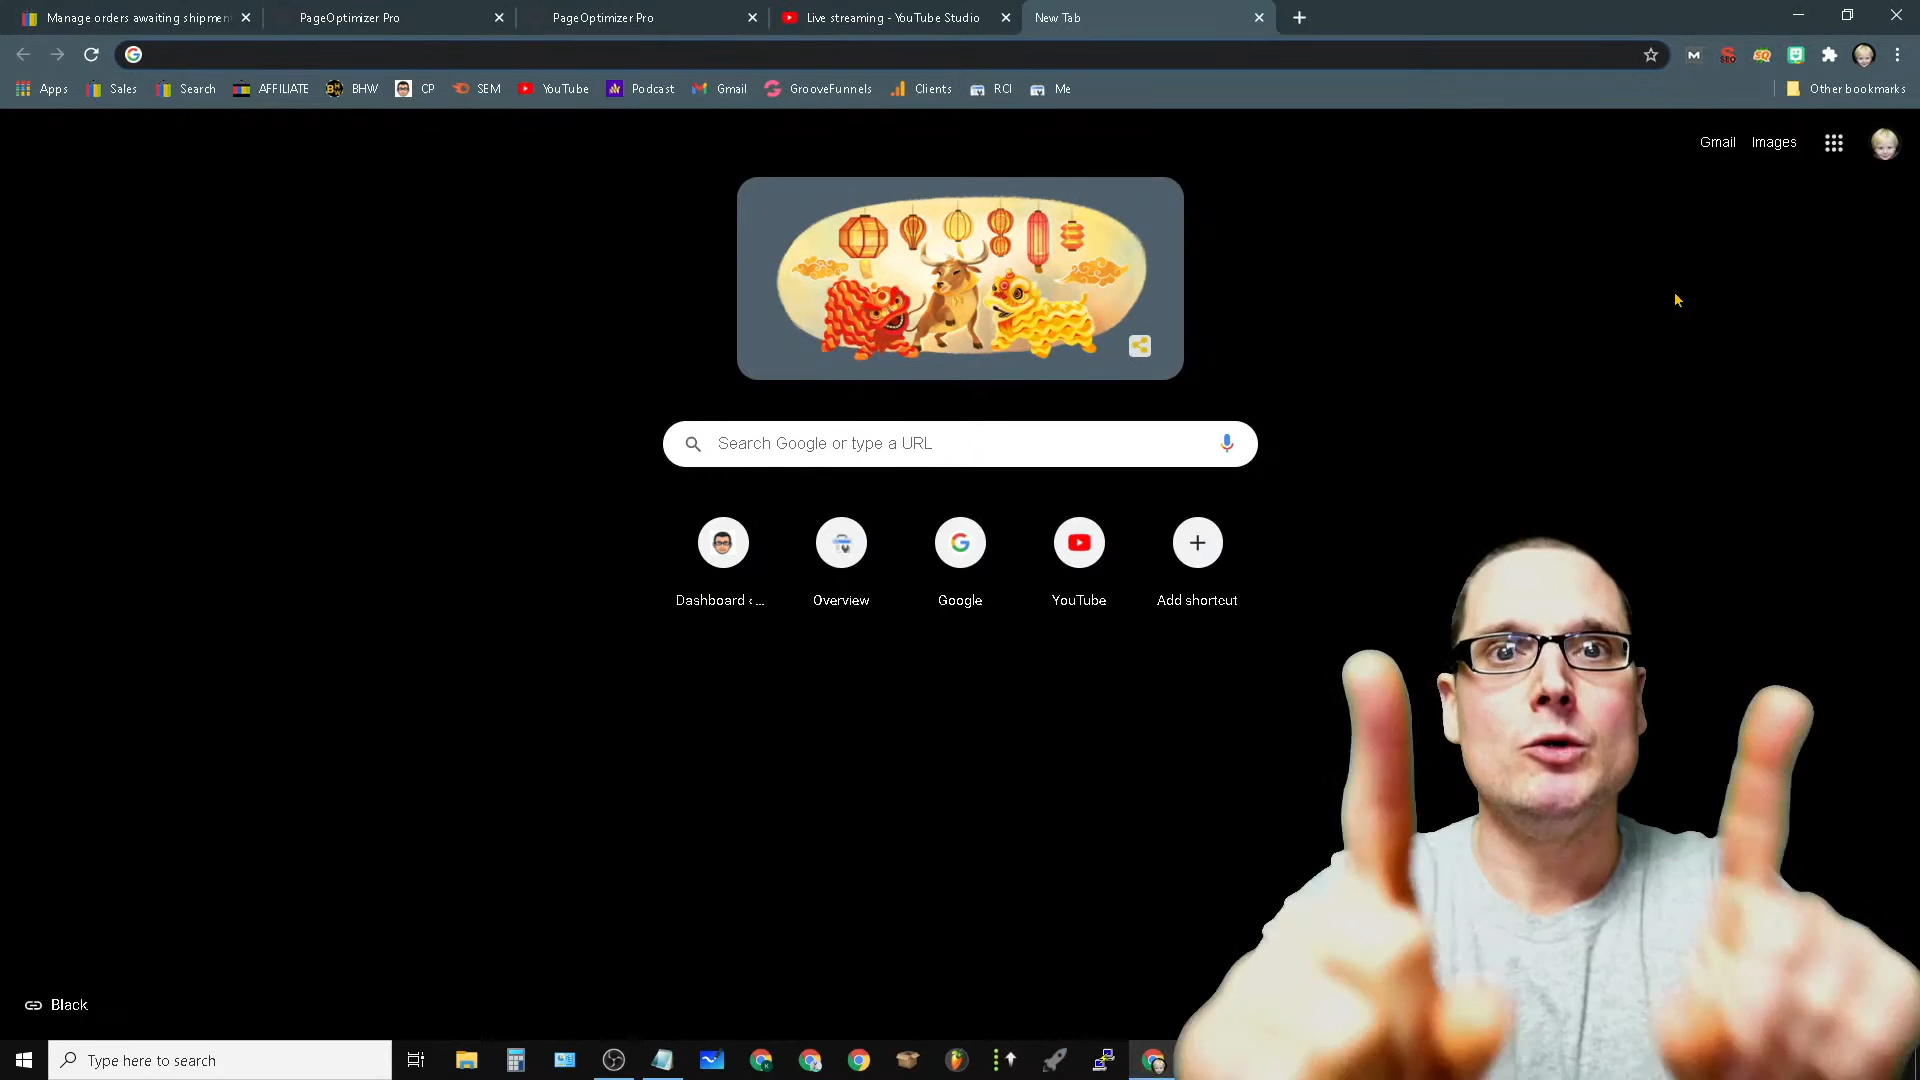 Manage orders awaiting shipmen
PageOptimizer Pro
PageOptimizer Pro
Live streaming - YouTube Studio
New Tab
Apps
Sales
Search
AFFILIATE
BHW
CP
SEM
YouTube
Podcast
Gmail
GrooveFunnels
Clients
RCI
Me
Other bookmarks
Gmail
Images
Search Google or type a URL
Dashboard ‹ ...
Overview
Google
YouTube
Add shortcut
Black
Type here to search